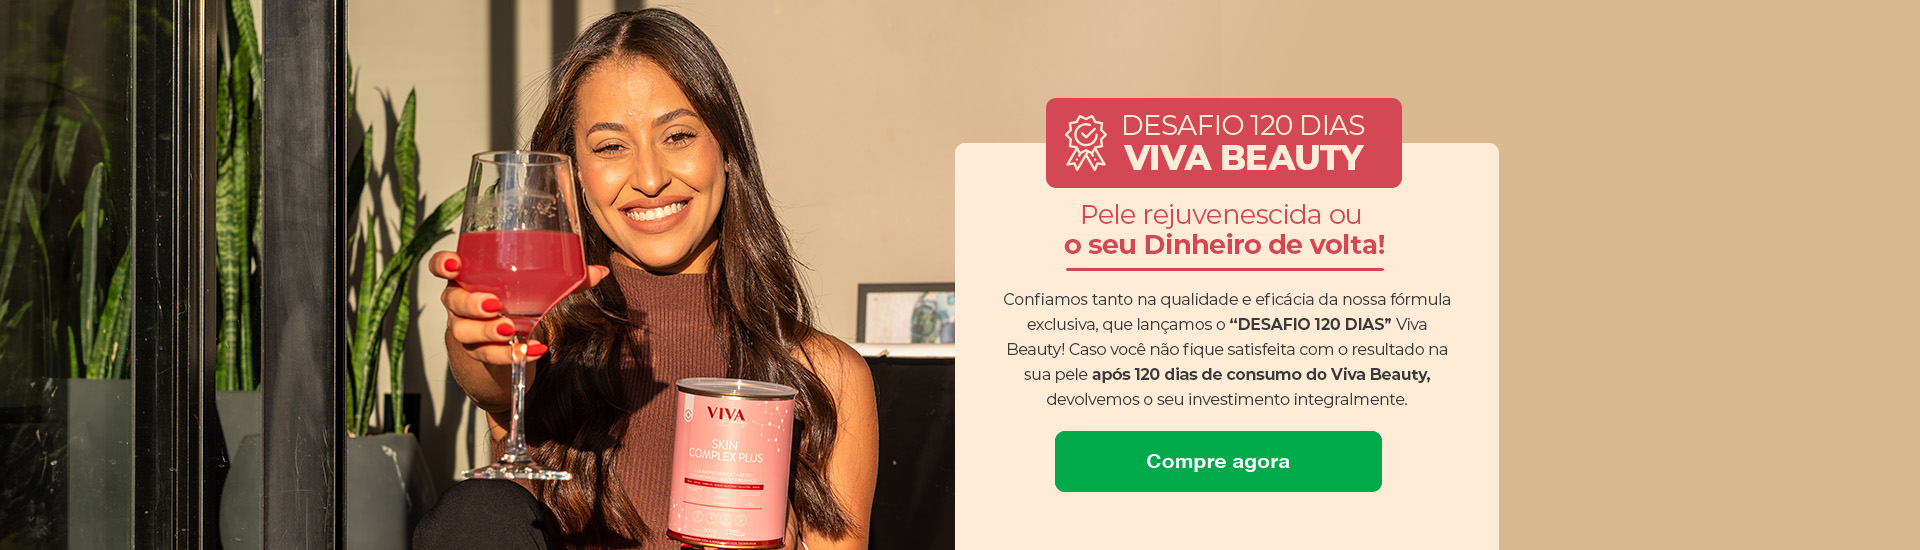 DESAFIO 120 DIAS
VIVA BEAUTY
Pele rejuvenescida ou
o seu Dinheiro de volta!
Confiamos tanto na qualidade e eficácia da nossa fórmula
exclusiva, que lançamos o “DESAFIO 120 DIAS” Viva
Beauty! Caso você não fique satisfeita com o resultado na
sua pele após 120 dias de consumo do Viva Beauty,
devolvemos o seu investimento integralmente.
Compre agora
VIVA
SKIN
COMPLEX PLUS